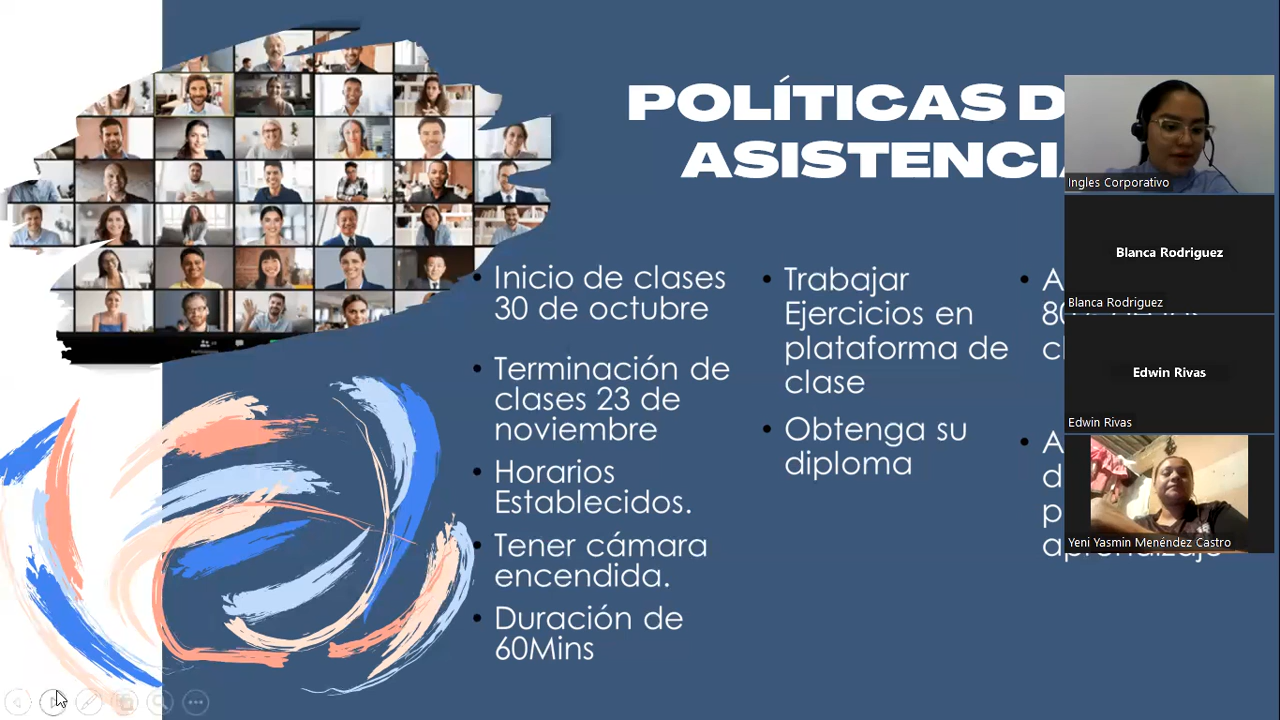 POLÍTICAS D
ASISTENCIA
Inicio de clases
30 de octubre
Terminación de
clases 23 de
noviembre
Horarios
Establecidos.
Tener cámara
encendida.
Duración de
60Mins
Trabajar
Ejercicios en
plataforma de
clase
Obtenga su
diploma
Ingles Corporativo
Blanca Rodriguez
Blanca Rodriguez
Edwin Rivas
Edwin Rivas
Yeni Yasmin Menéndez Castro